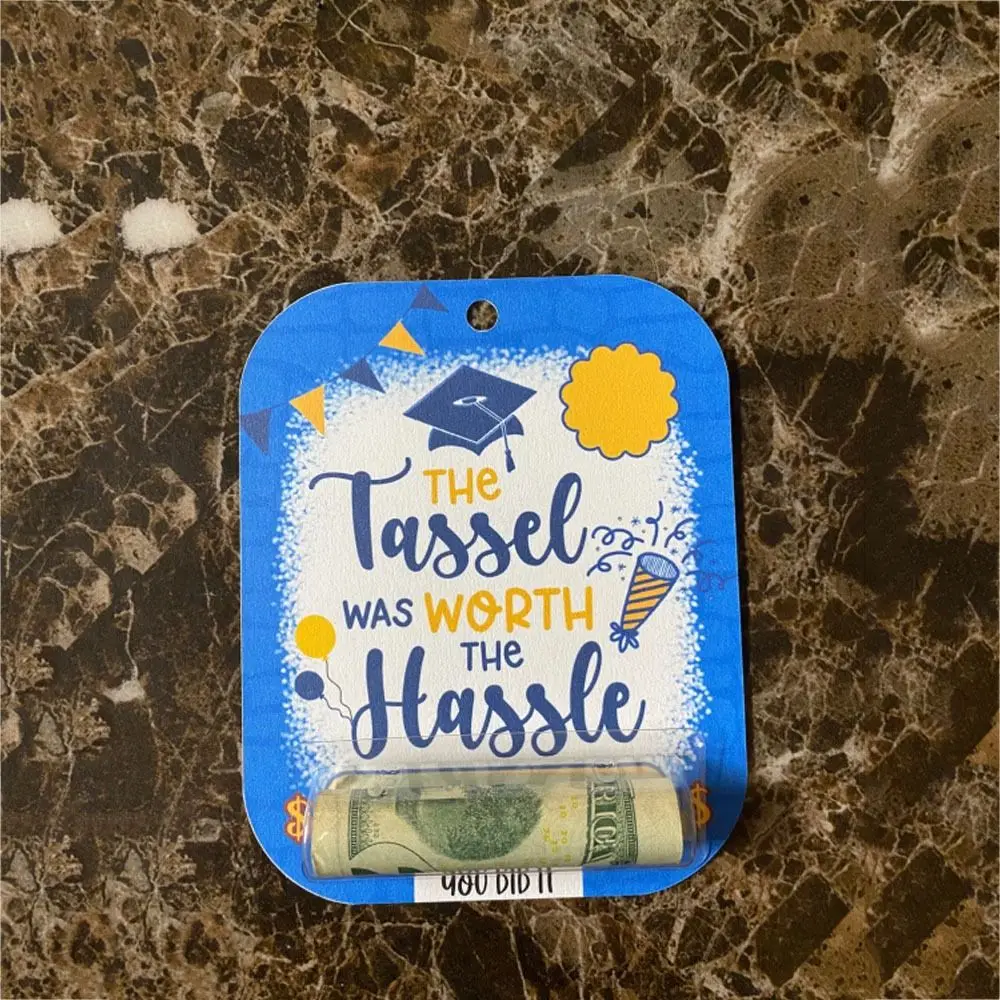 THE
Tassel
WAS WORTH
THE
Hassle
$ $
YOU DID IT